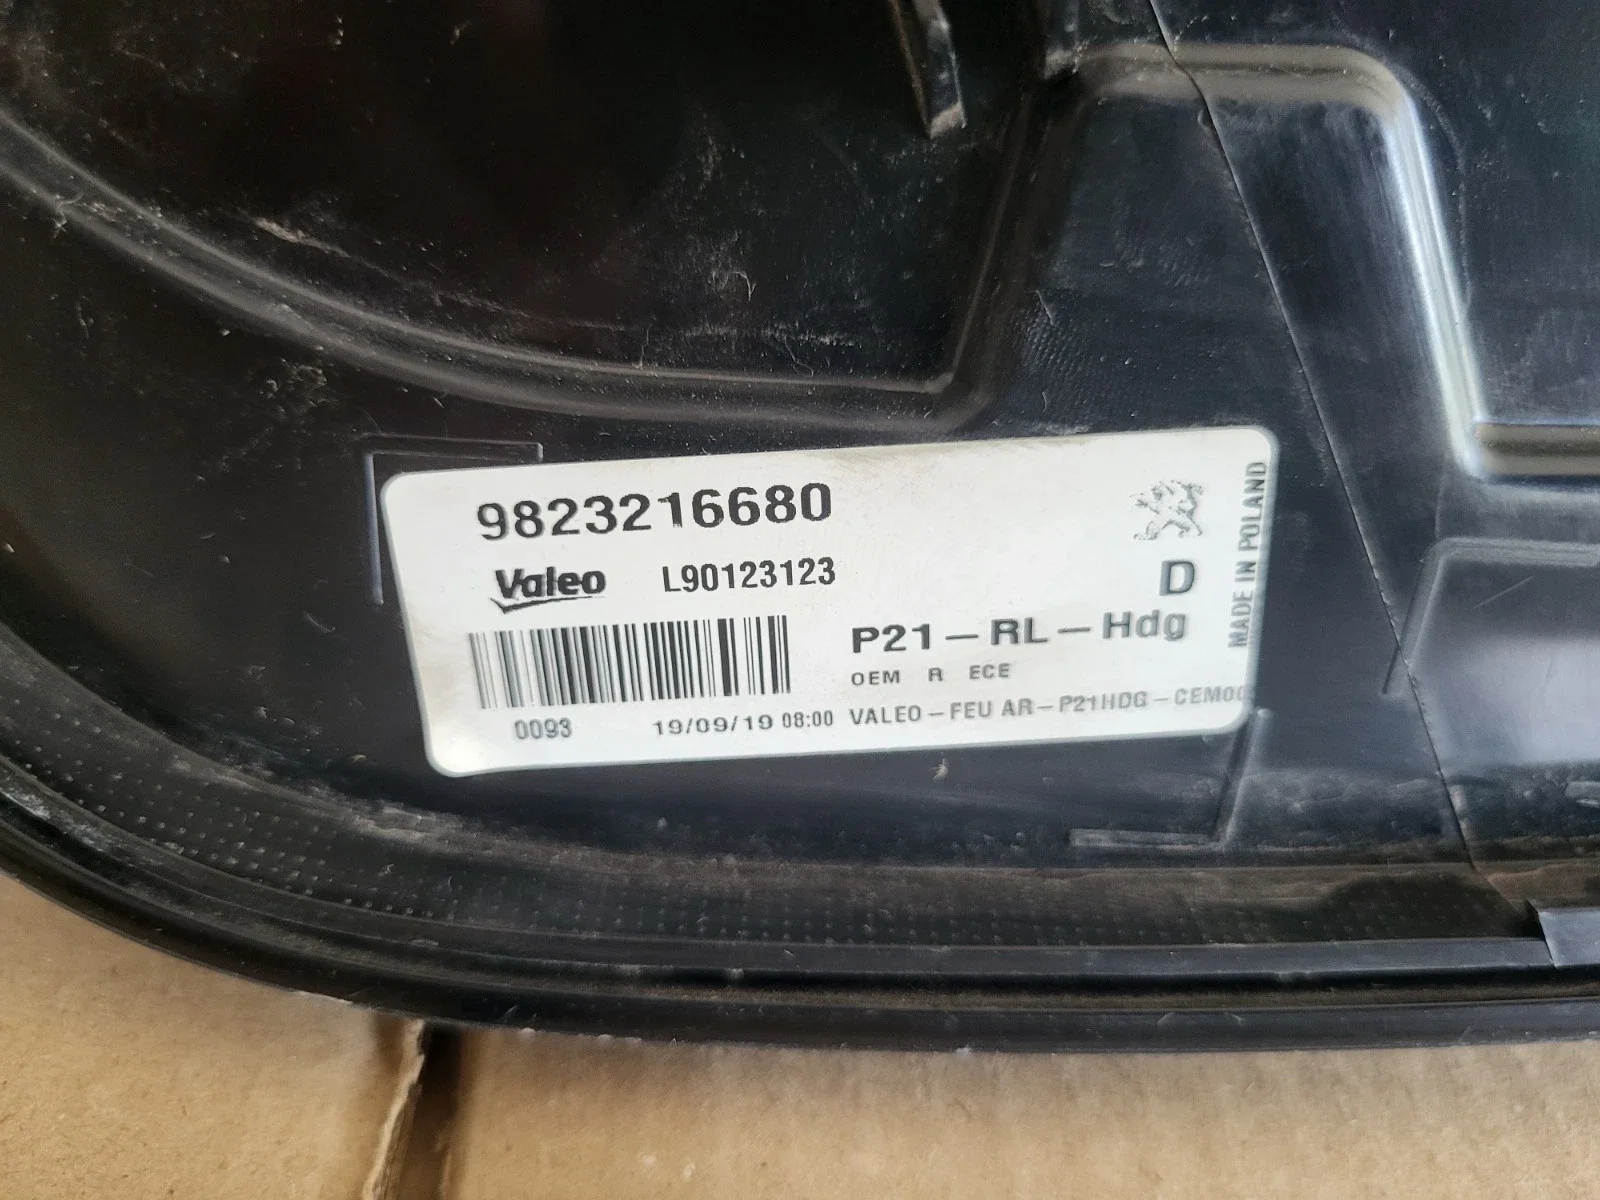 9823216680
Valeo L90123123
D
P21-RL-Hdg
OEM R ECE
0093 19/09/19 08:00 VALEO-FEU AR-P21HDG-CEM00
MADE IN POLAND